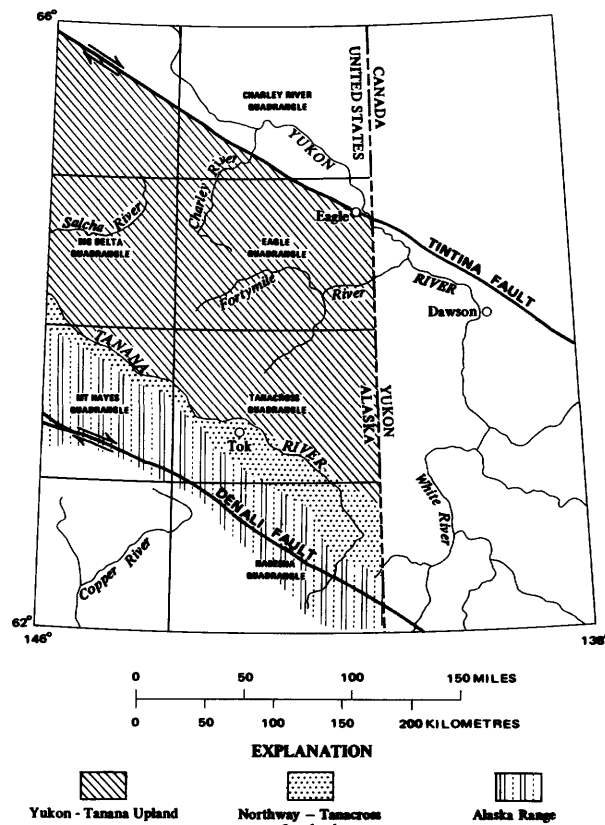 66°
CHARLEY RIVER
QUADRANGLE
CANADA
UNITED STATES
YUKON
Charley River
Eagle
Salcha River
BIG DELTA
QUADRANGLE
EAGLE
QUADRANGLE
TINTINA FAULT
RIVER
Fortymile River
Dawson
TANANA
MT HAYES
QUADRANGLE
TANACROSS
QUADRANGLE
YUKON
ALASKA
Tok
RIVER
White River
DENALI FAULT
QUADRANGLE
Copper River
62°
146°
138°
0 50 100 150 MILES
0 50 100 150 200 KILOMETRES
EXPLANATION
Yukon - Tanana Upland
Northway – Tanacross
Alaska Range